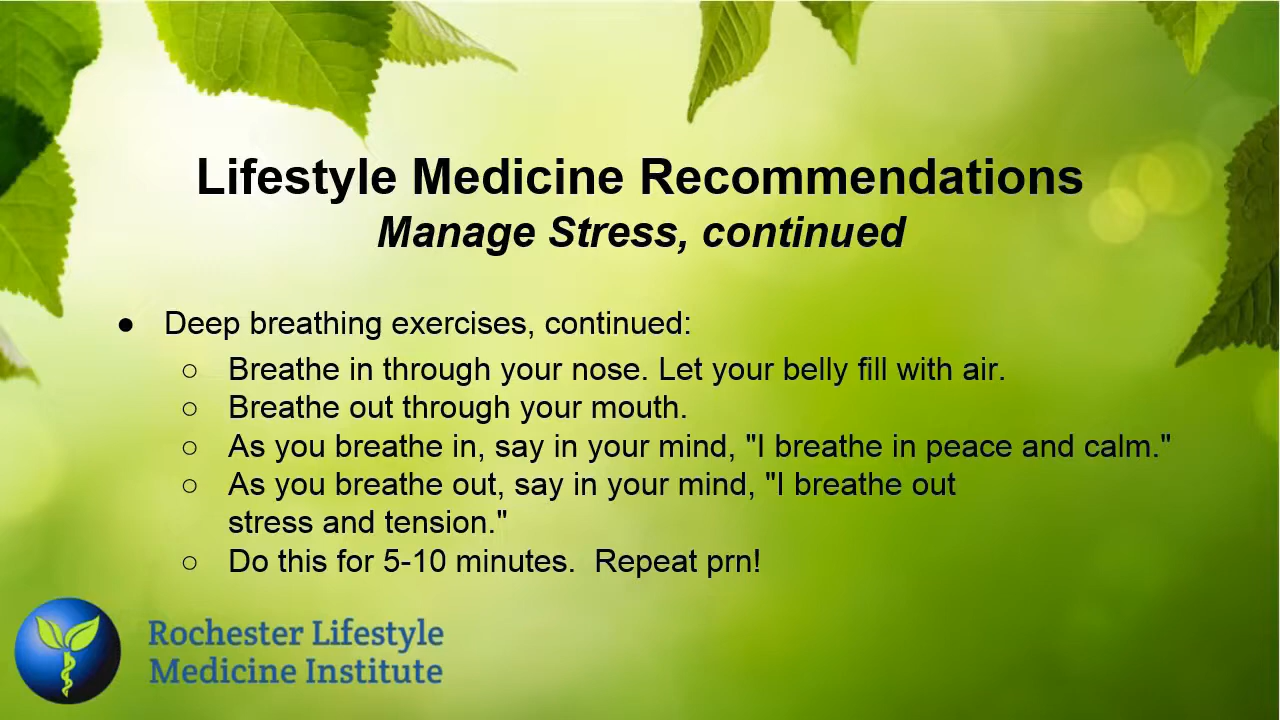 Lifestyle Medicine Recommendations
Manage Stress, continued
● Deep breathing exercises, continued:
○ Breathe in through your nose. Let your belly fill with air.
○ Breathe out through your mouth.
○ As you breathe in, say in your mind, "I breathe in peace and calm."
○ As you breathe out, say in your mind, "I breathe out
stress and tension."
○ Do this for 5-10 minutes.  Repeat prn!
Rochester Lifestyle
Medicine Institute